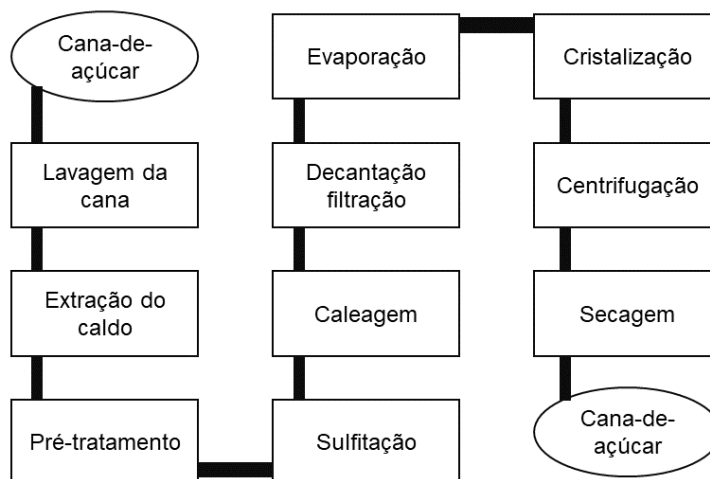 Cana-de-
açúcar
Lavagem da
cana
Extração do
caldo
Pré-tratamento
Sulfitação
Caleagem
Decantação
filtração
Evaporação
Cristalização
Centrifugação
Secagem
Cana-de-
açúcar